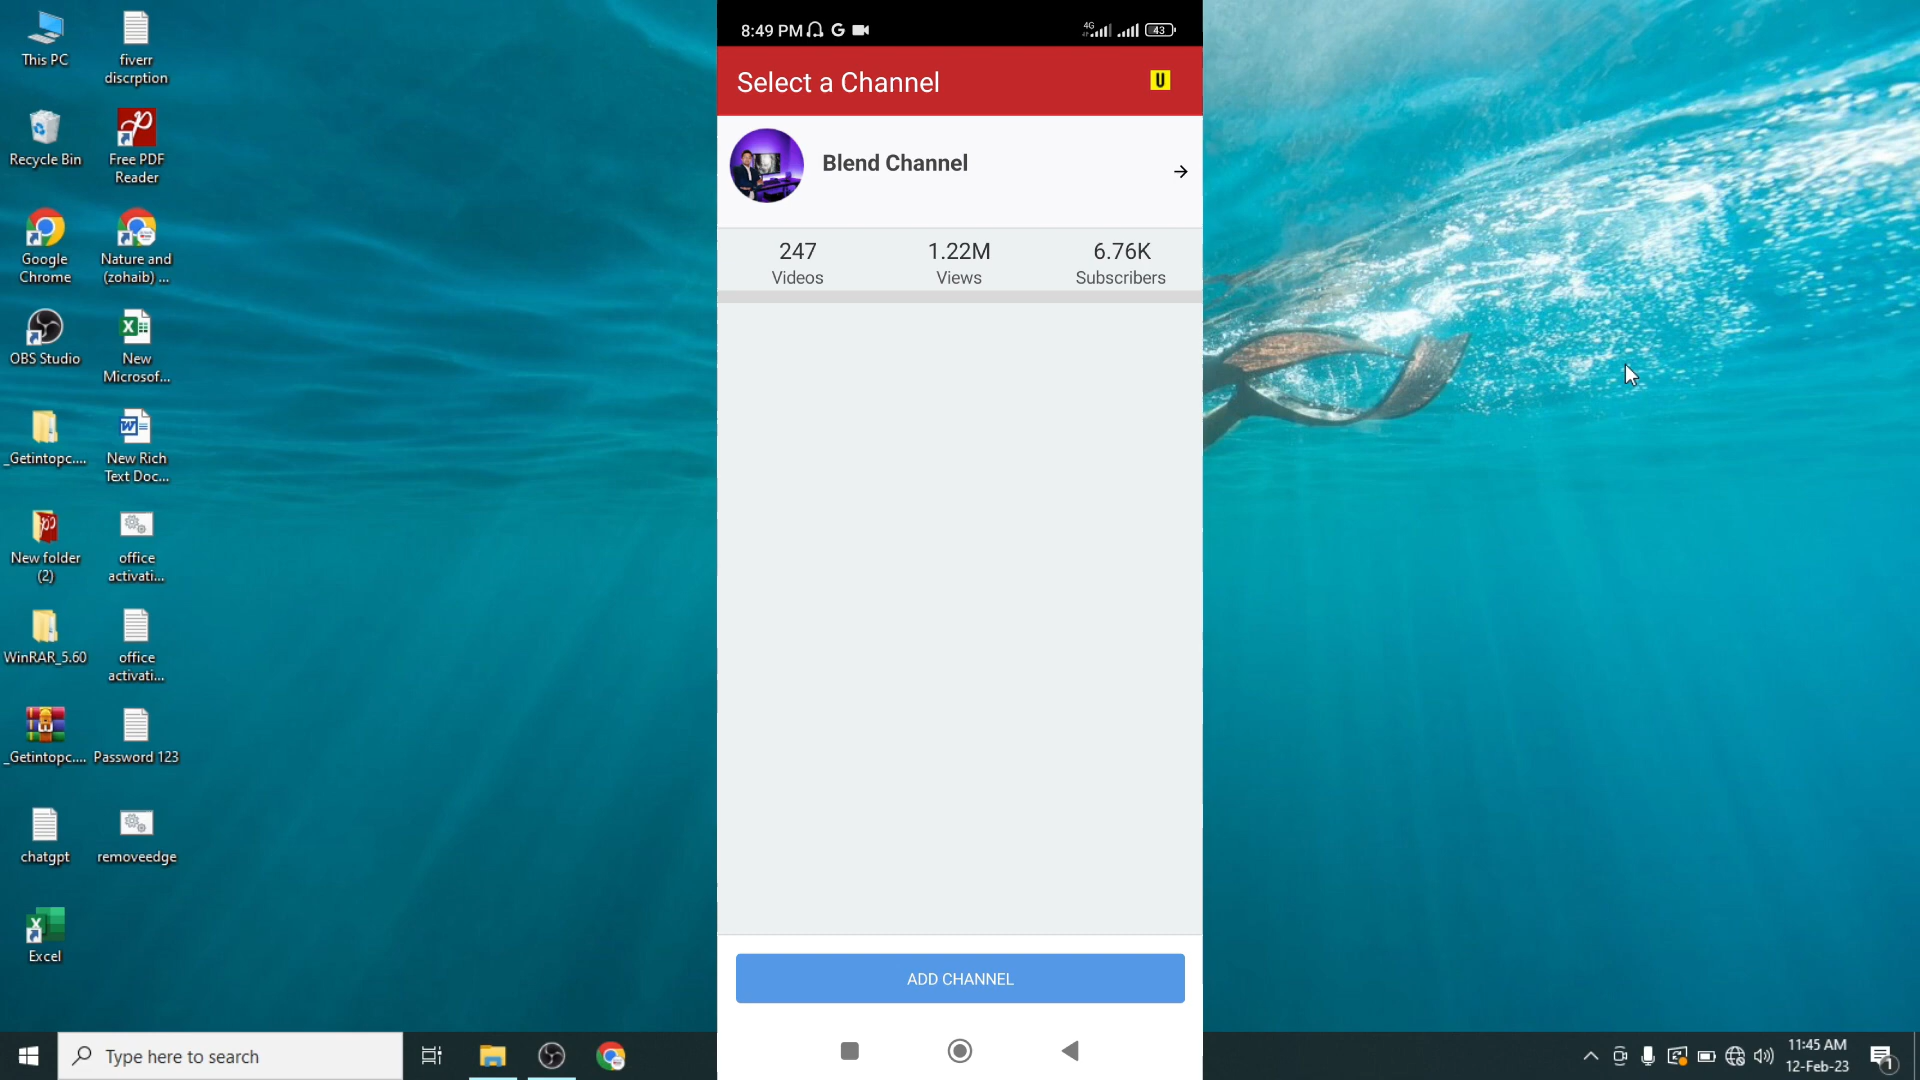 This PC
fiverr
discrption
Recycle Bin
Free PDF
Reader
Google
Chrome
Nature and
(zohaib) ...
OBS Studio
New
Microsof...
_Getintopc....
New Rich
Text Doc...
New folder
(2)
office
activati...
WinRAR_5.60
office
activati...
_Getintopc....
Password 123
chatgpt
removeedge
Excel
8:49 PM
G
4G
43
Select a Channel
U
Blend Channel
247
1.22M
6.76K
Videos
Views
Subscribers
ADD CHANNEL
Type here to search
11:45 AM
12-Feb-23
1